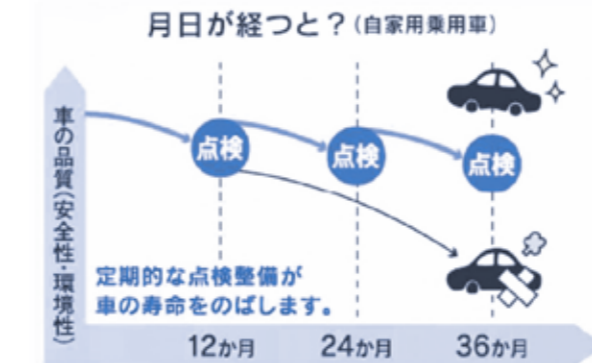 月日が経つと？(自家用乗用車)
車の品質(安全性・環境性)
点検
点検
点検
定期的な点検整備が
車の寿命をのばします。
12か月
24か月
36か月